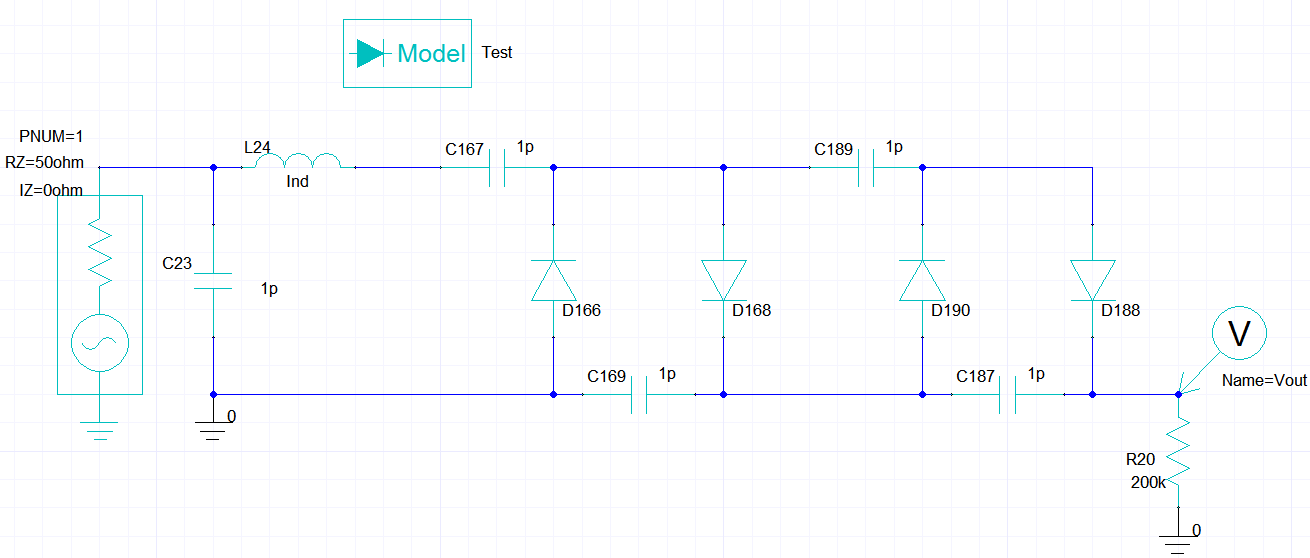 Model
Test
PNUM=1
RZ=50ohm
IZ=0ohm
L24
Ind
C167
1p
C189
1p
C23
1p
D166
D168
D190
D188
V
C169
1p
C187
1p
Name=Vout
0
R20
200k
0